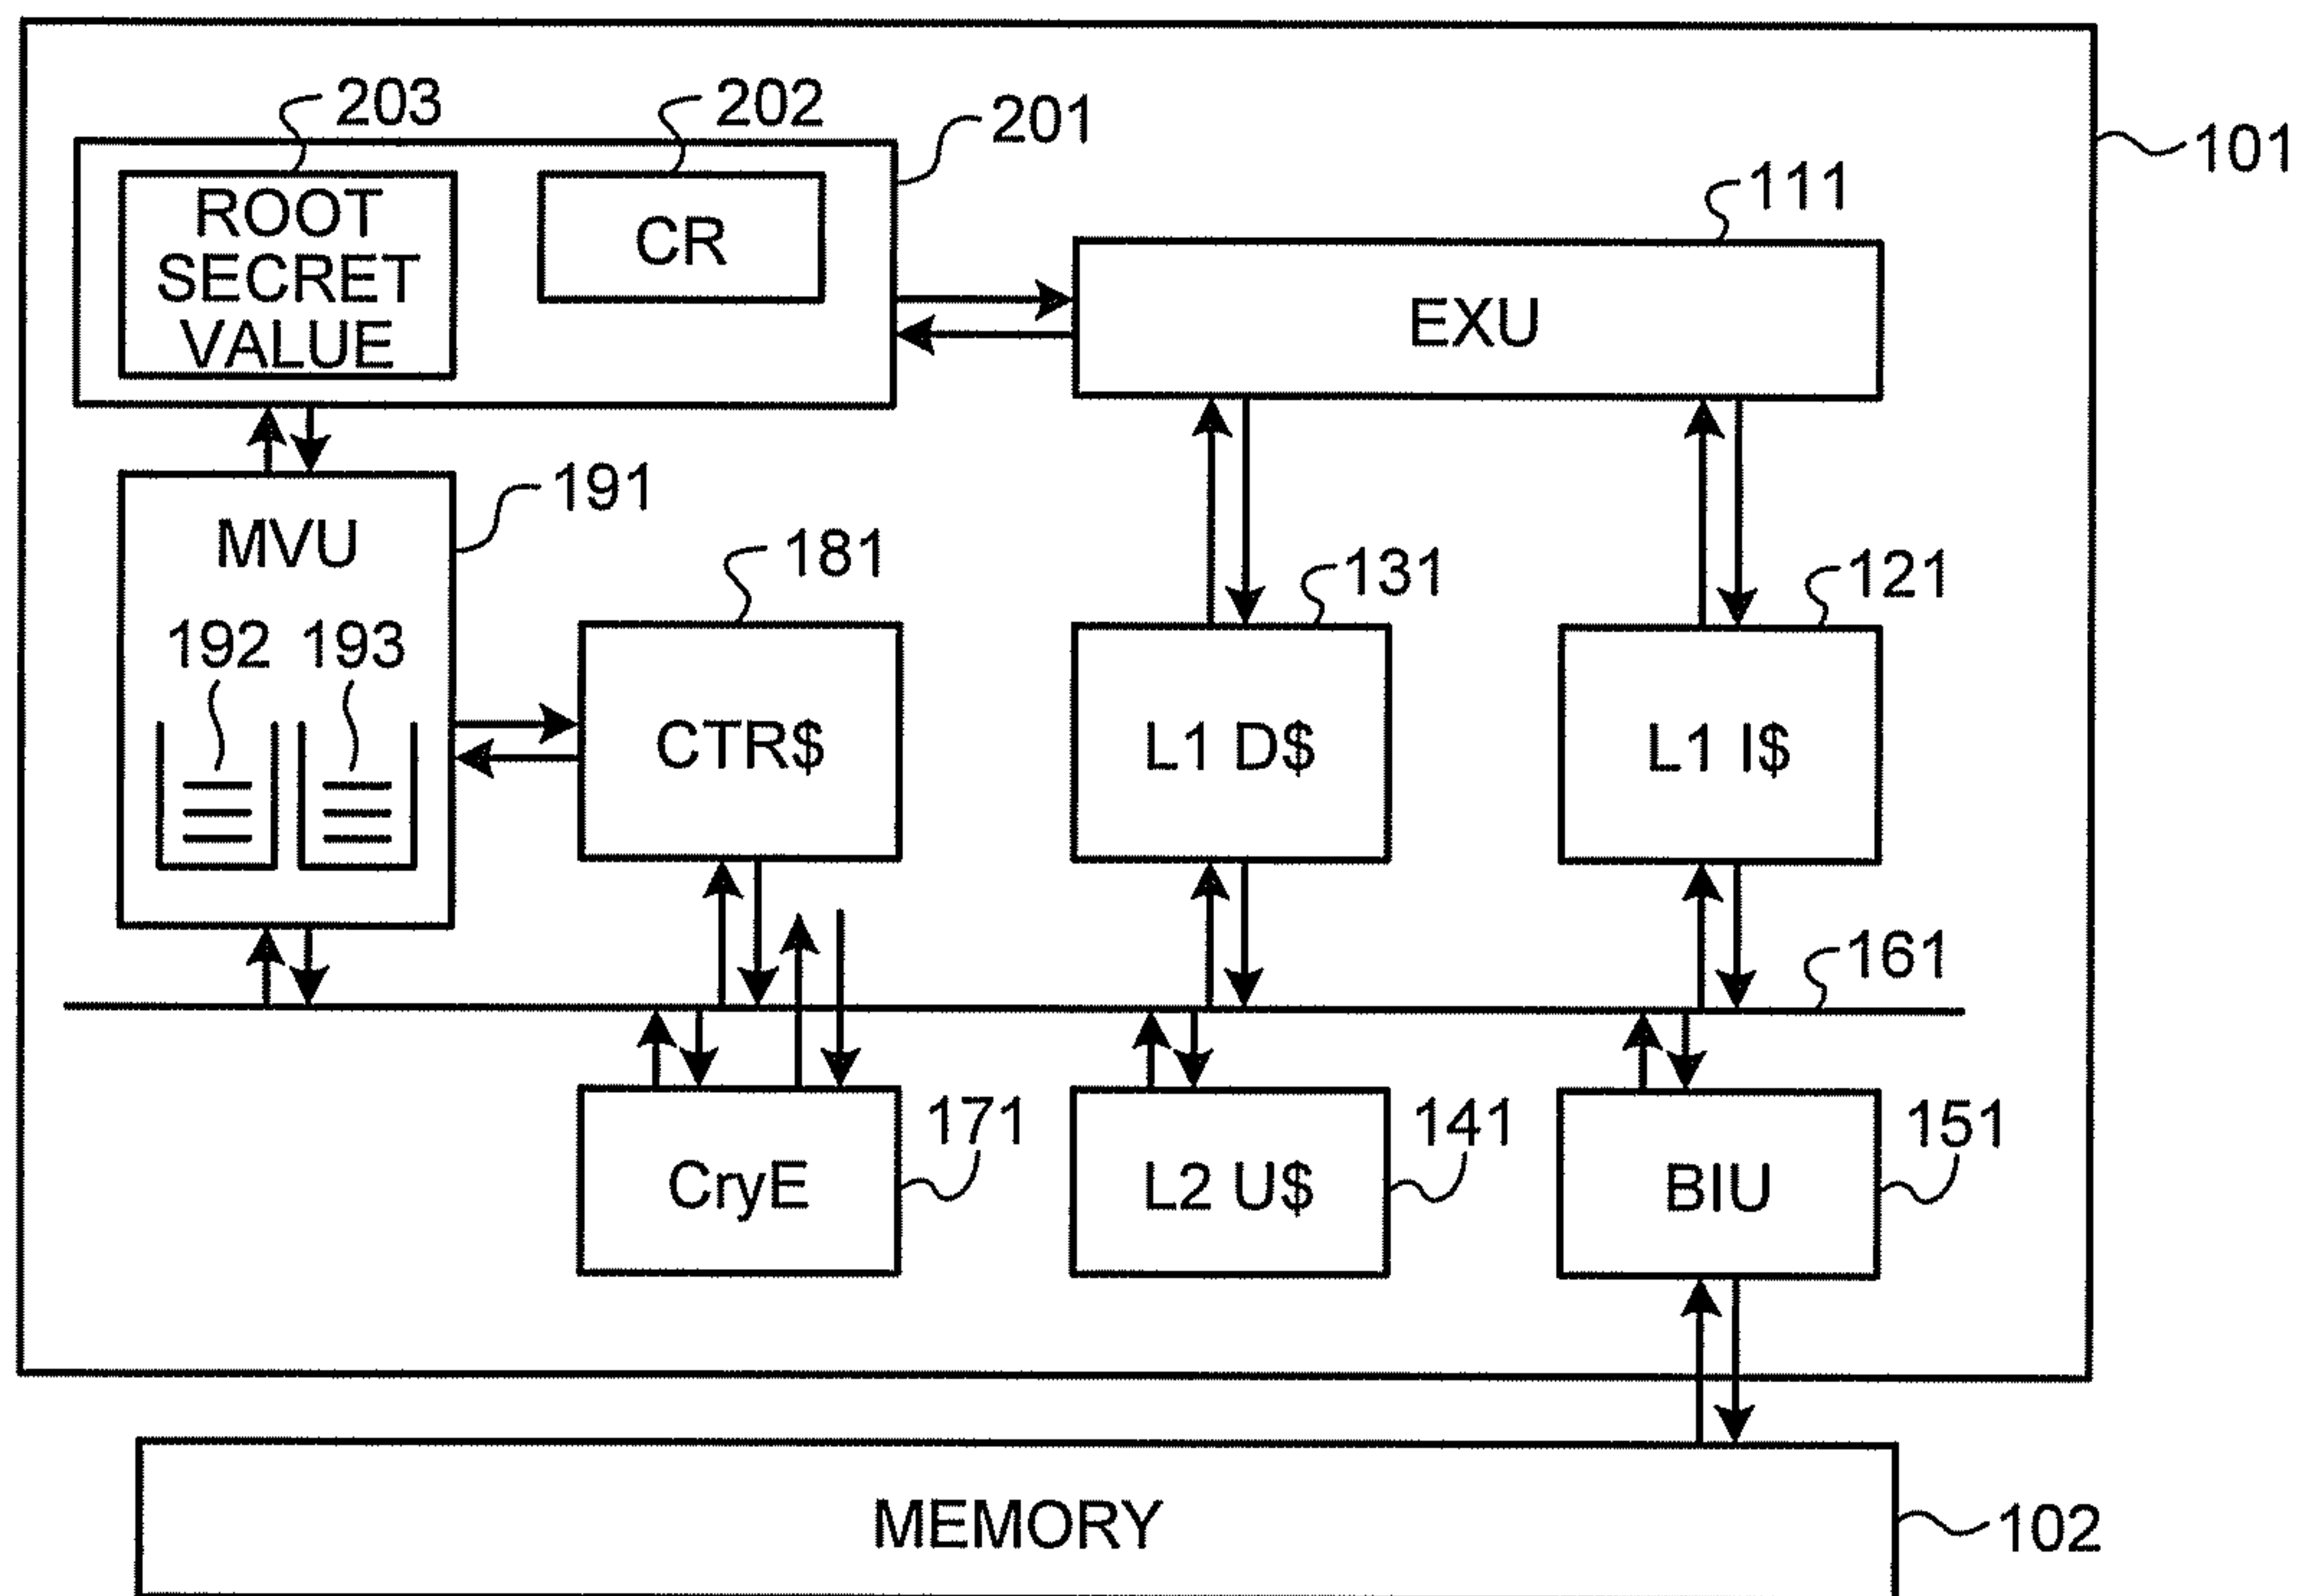 203
202
201
101
ROOT
SECRET
VALUE
CR
111
EXU
191
MVU
192 193
181
131
121
CTR$
L1 D$
L1 I$
161
171
141
151
CryE
L2 U$
BIU
MEMORY
102